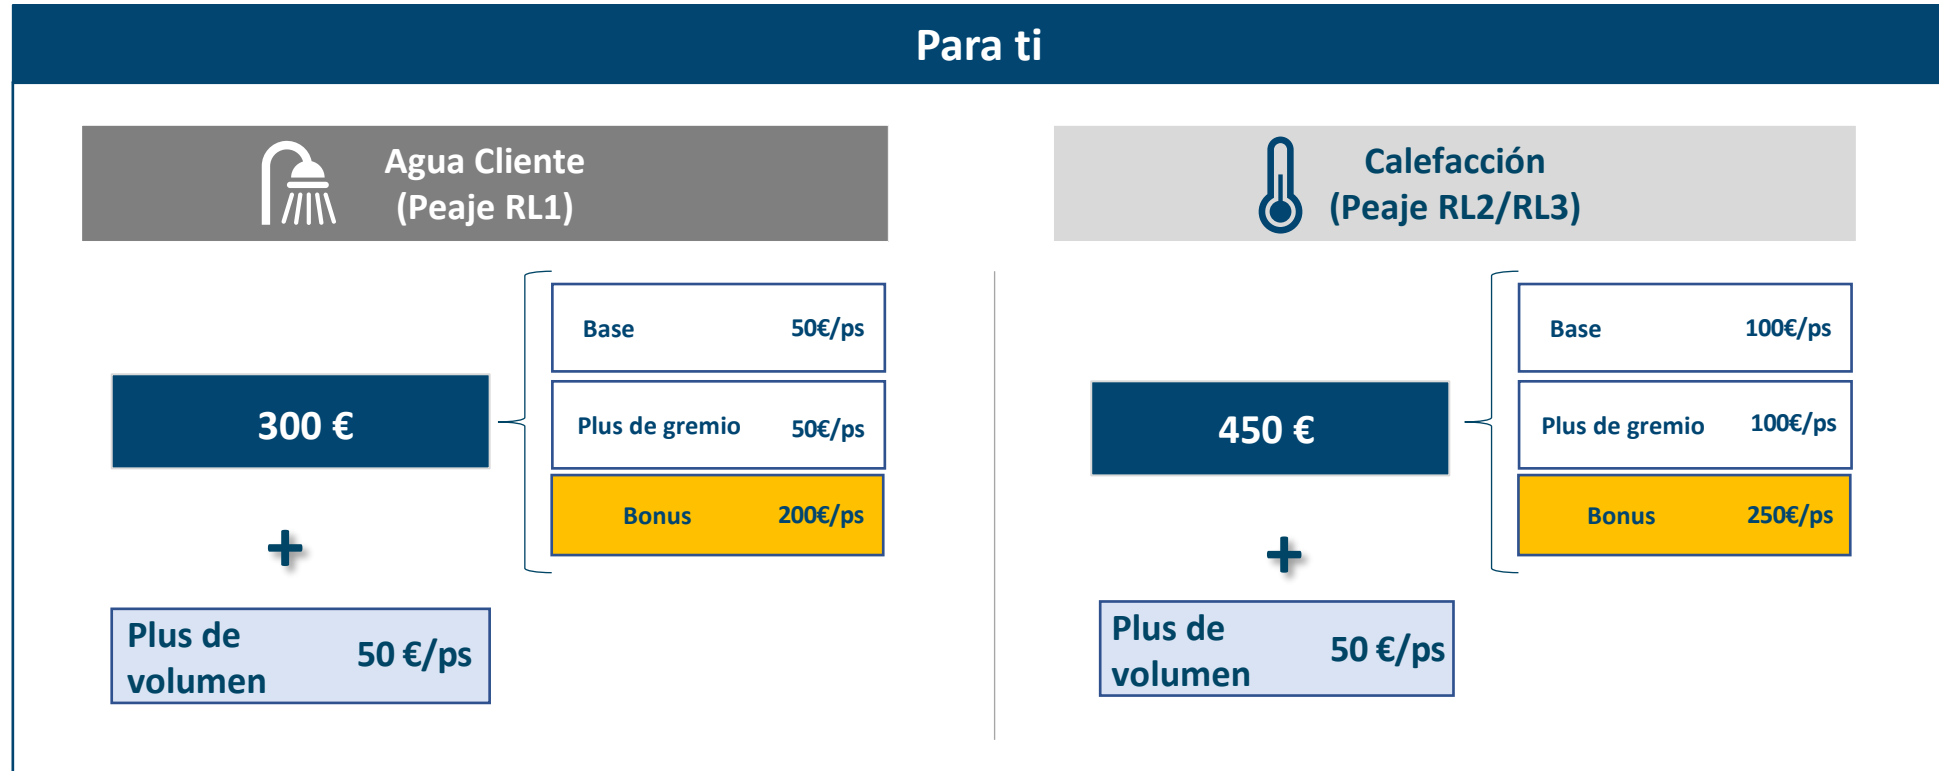 Para ti
Agua Cliente
(Peaje RL1)
Base 50€/ps
300 €
Plus de gremio 50€/ps
Bonus 200€/ps
+
Plus de
volumen
50 €/ps
Calefacción
(Peaje RL2/RL3)
Base 100€/ps
450 €
Plus de gremio 100€/ps
Bonus 250€/ps
+
Plus de
volumen
50 €/ps